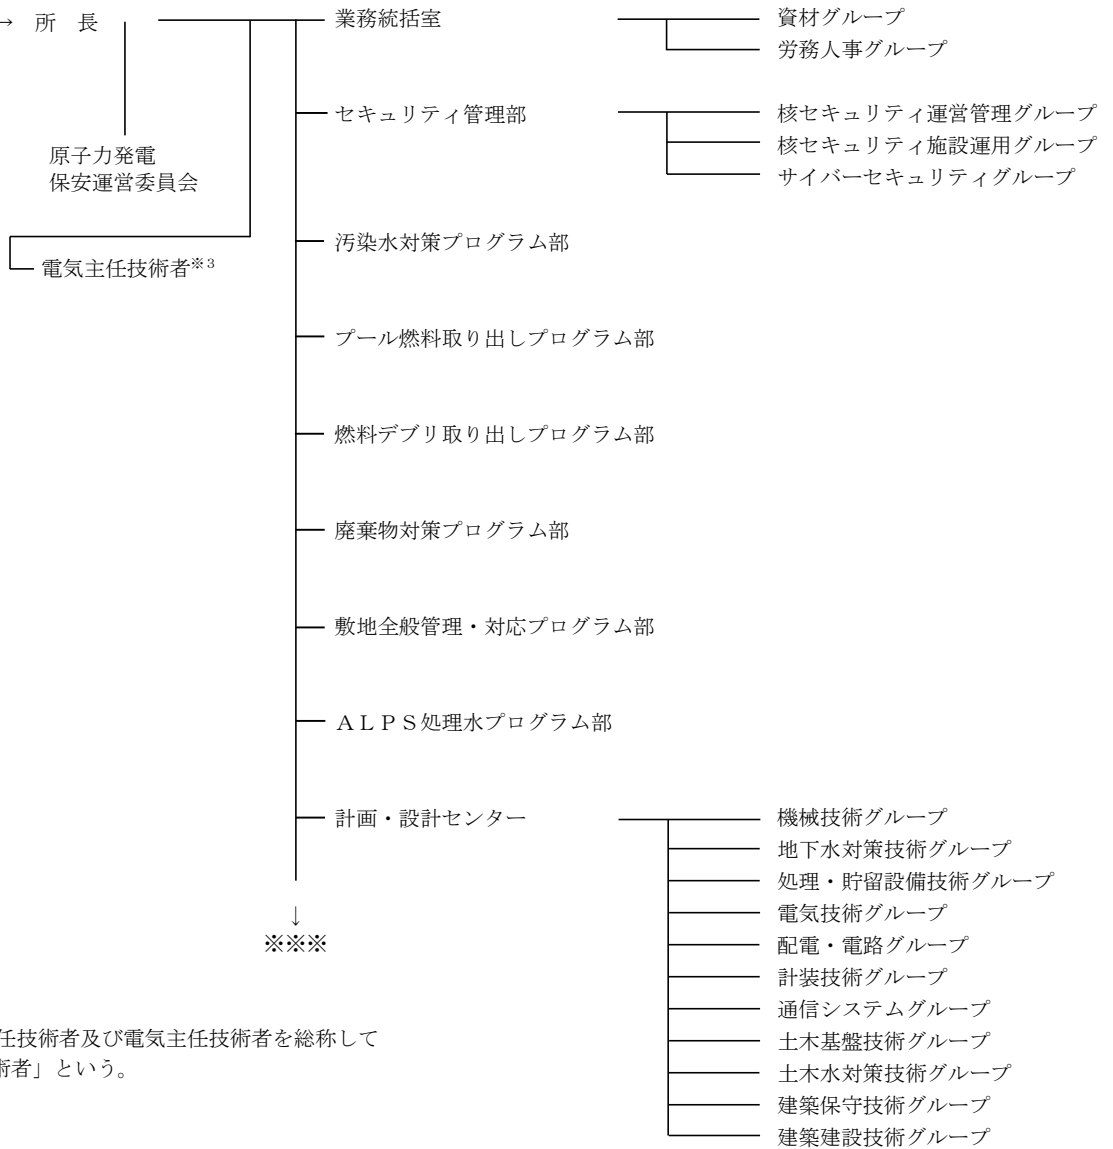 → 所 長
業務統括室
資材グループ
労務人事グループ
セキュリティ管理部
核セキュリティ運営管理グループ
核セキュリティ施設運用グループ
サイバーセキュリティグループ
原子力発電
保安運営委員会
汚染水対策プログラム部
電気主任技術者※3
プール燃料取り出しプログラム部
燃料デブリ取り出しプログラム部
廃棄物対策プログラム部
敷地全般管理・対応プログラム部
ALPS処理水プログラム部
計画・設計センター
機械技術グループ
地下水対策技術グループ
処理・貯留設備技術グループ
電気技術グループ
配電・電路グループ
計装技術グループ
通信システムグループ
土木基盤技術グループ
土木水対策技術グループ
建築保守技術グループ
建築建設技術グループ
↓
※※※
任技術者及び電気主任技術者を総称して
術者」という。